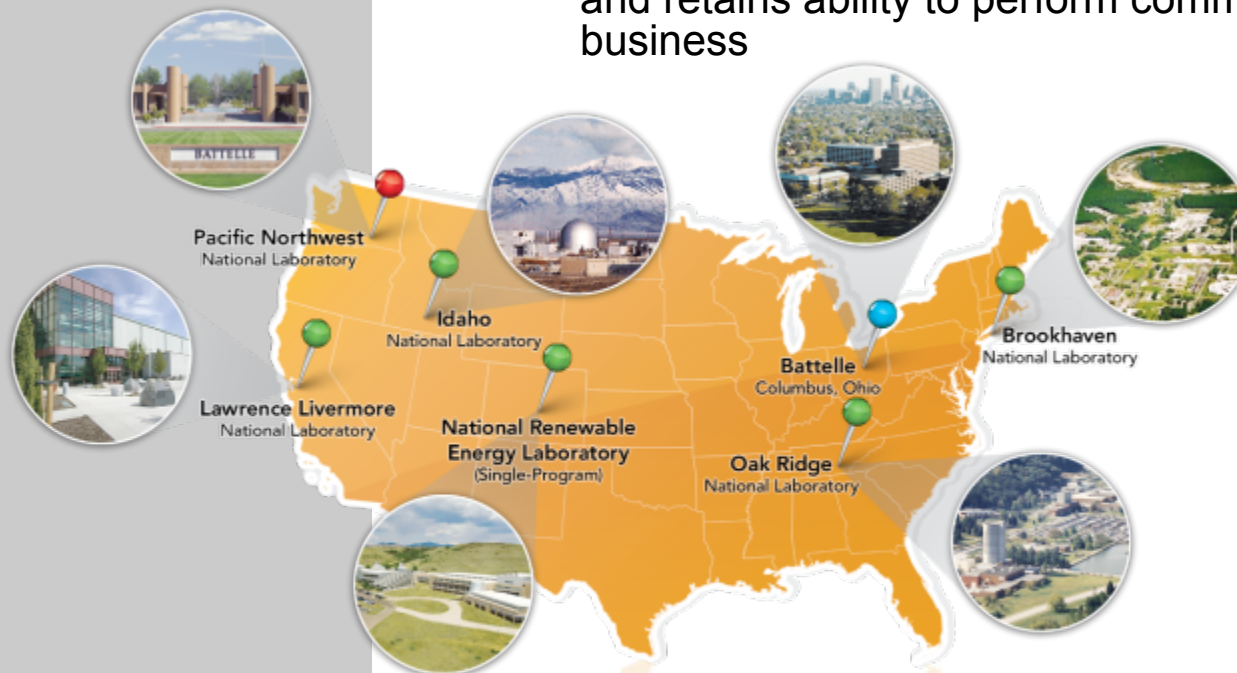 and retains ability to perform
business
BATTELLE
Pacific Northwest
National Laboratory
Idaho
National Laboratory
Lawrence Livermore
National Laboratory
National Renewable
Energy Laboratory
(Single-Program)
Battelle
Columbus, Ohio
Brookhaven
National Laboratory
Oak Ridge
National Laboratory